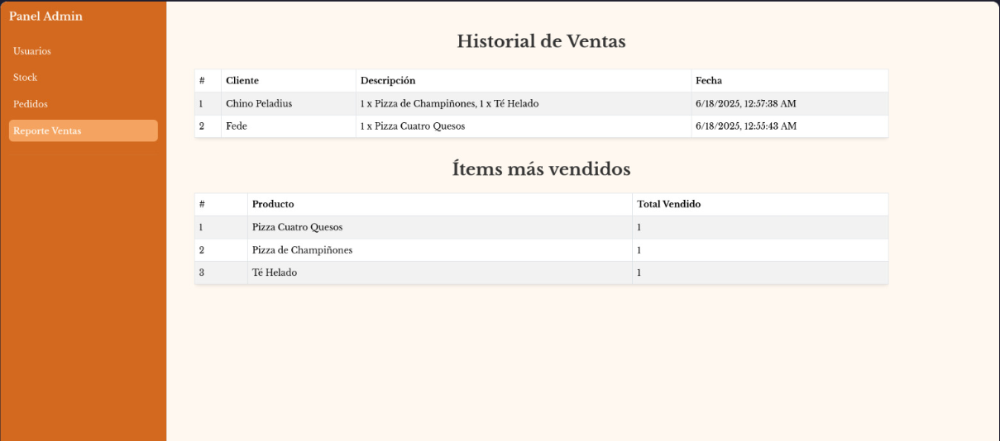 Panel Admin
Usuarios
Stock
Pedidos
Reporte Ventas
Historial de Ventas
# Cliente Descripción Fecha
1 Chino Peladius 1 x Pizza de Champiñones, 1 x Té Helado 6/18/2025, 12:57:38 AM
2 Fede 1 x Pizza Cuatro Quesos 6/18/2025, 12:55:43 AM
Ítems más vendidos
# Producto Total Vendido
1 Pizza Cuatro Quesos 1
2 Pizza de Champiñones 1
3 Té Helado 1